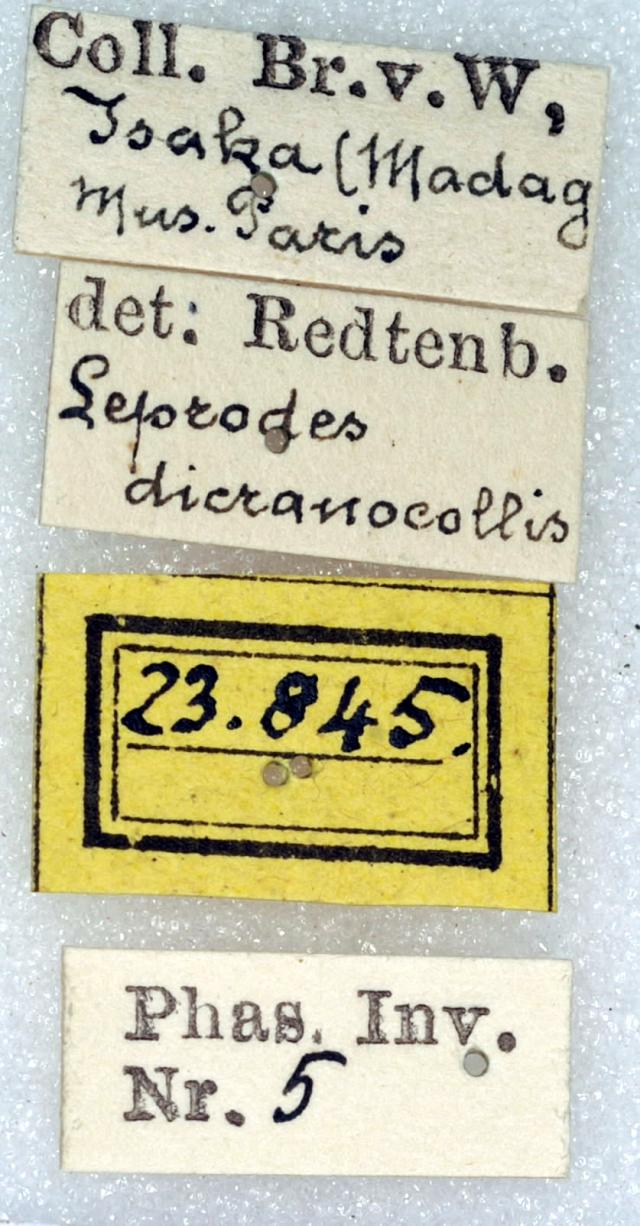 Coll. Br.v.W,
Isaka (Madag
Mus. Paris
det: Redtenb.
Leprodes
dicranocollis
23.845.
Phas. Inv.
Nr. 5